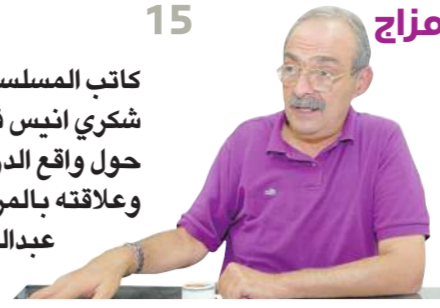 مزاج
15
كاتب المسلس
شكري انيس ف
حول واقع الدر
وعلاقته بالمر
عبدال